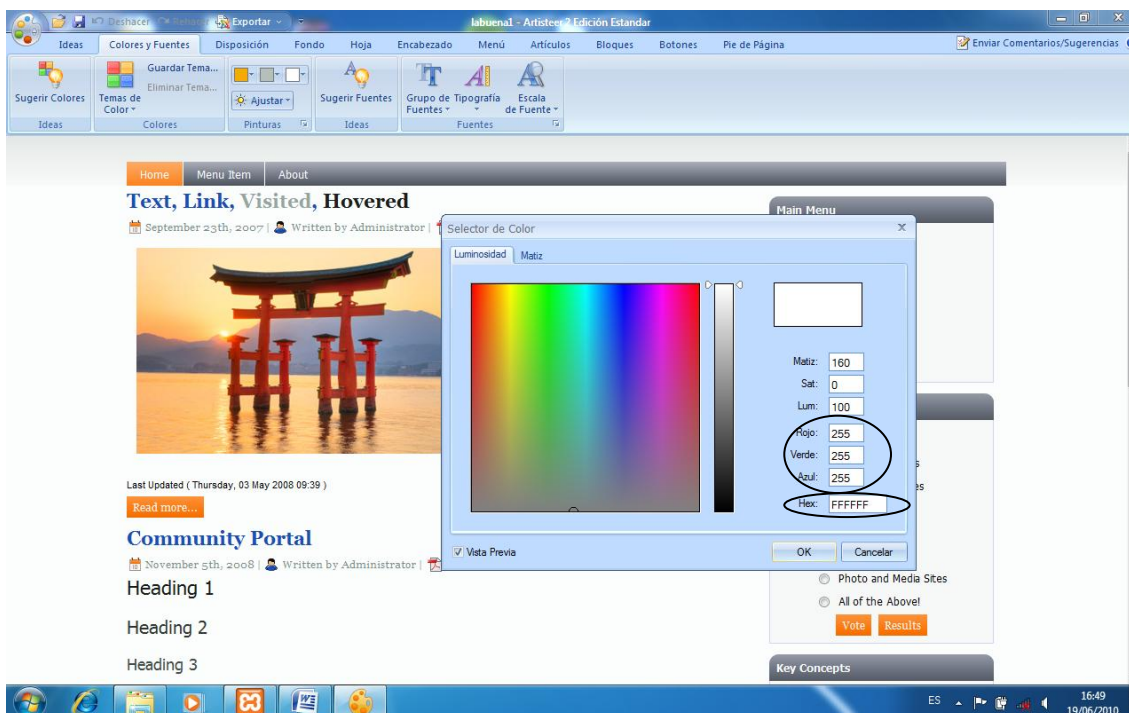 Deshacer Rehacer Exportar
labuena1 - Artisteer 2 Edición Estandar
Ideas Colores y Fuentes Disposición Fondo Hoja Encabezado Menú Artículos Bloques Botones Pie de Página Enviar Comentarios/Sugerencias
Sugerir Colores
Temas de Color
Guardar Tema...
Eliminar Tema...
Ajustar
Sugerir Fuentes
Grupo de Fuentes
Tipografía
Escala de Fuente
Ideas Colores Pinturas Ideas Fuentes
Home Menu Item About
Text, Link, Visited, Hovered
September 23th, 2007 | Written by Administrator |
Last Updated ( Thursday, 03 May 2008 09:39 )
Read more...
Community Portal
November 5th, 2008 | Written by Administrator |
Heading 1
Heading 2
Heading 3
Main Menu
Selector de Color
Luminosidad Matiz
Matiz: 160
Sat: 0
Lum: 100
Rojo: 255
Verde: 255
Azul: 255
Hex: FFFFFF
Vista Previa
OK Cancelar
Photo and Media Sites
All of the Above!
Vote Results
Key Concepts
ES
16:49
19/06/2010